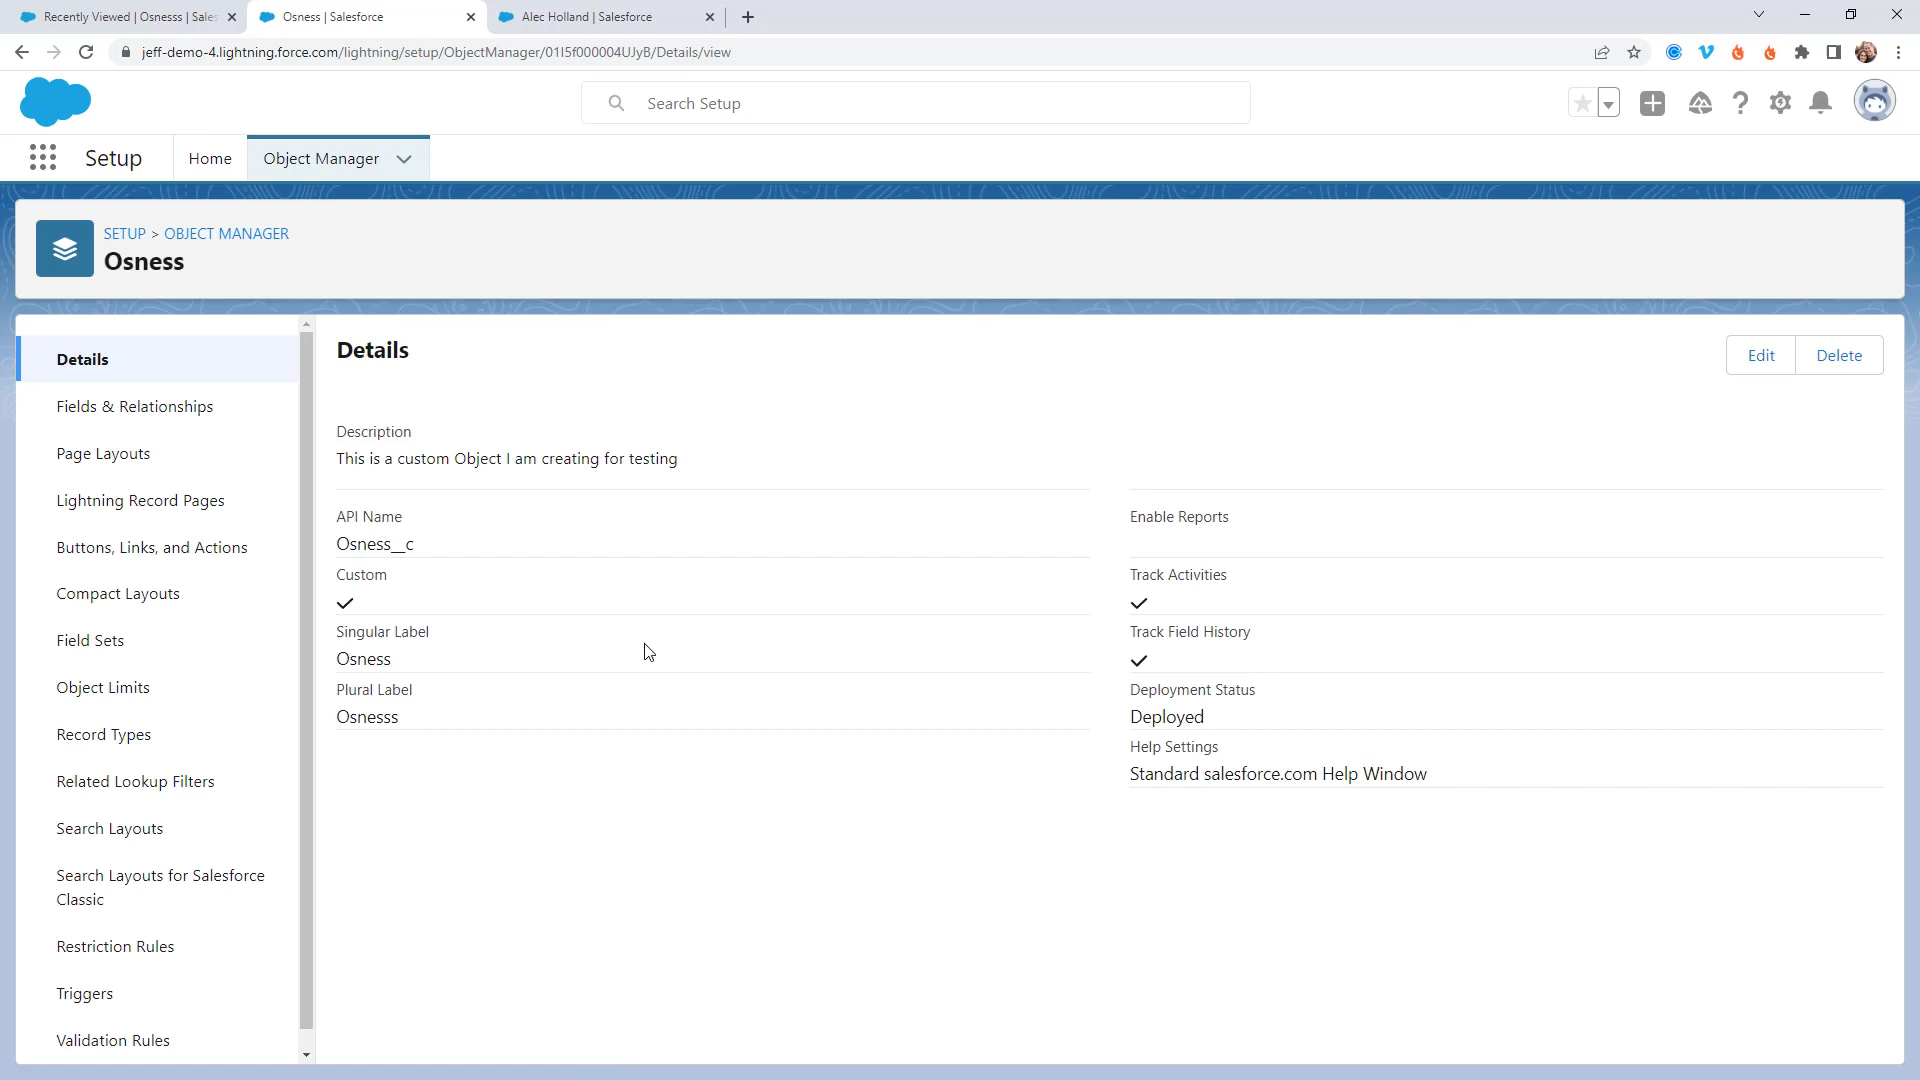 Recently Viewed | Osnesss | Sales
Osness | Salesforce
Alec Holland | Salesforce
jeff-demo-4.lightning.force.com/lightning/setup/ObjectManager/01I5f000004UJyB/Details/view
Search Setup
Setup
Home
Object Manager
SETUP > OBJECT MANAGER
Osness
Details
Fields & Relationships
Page Layouts
Lightning Record Pages
Buttons, Links, and Actions
Compact Layouts
Field Sets
Object Limits
Record Types
Related Lookup Filters
Search Layouts
Search Layouts for Salesforce
Classic
Restriction Rules
Triggers
Validation Rules
Details
Edit
Delete
Description
This is a custom Object I am creating for testing
API Name
Osness__c
Custom
Singular Label
Osness
Plural Label
Osnesss
Enable Reports
Track Activities
Track Field History
Deployment Status
Deployed
Help Settings
Standard salesforce.com Help Window